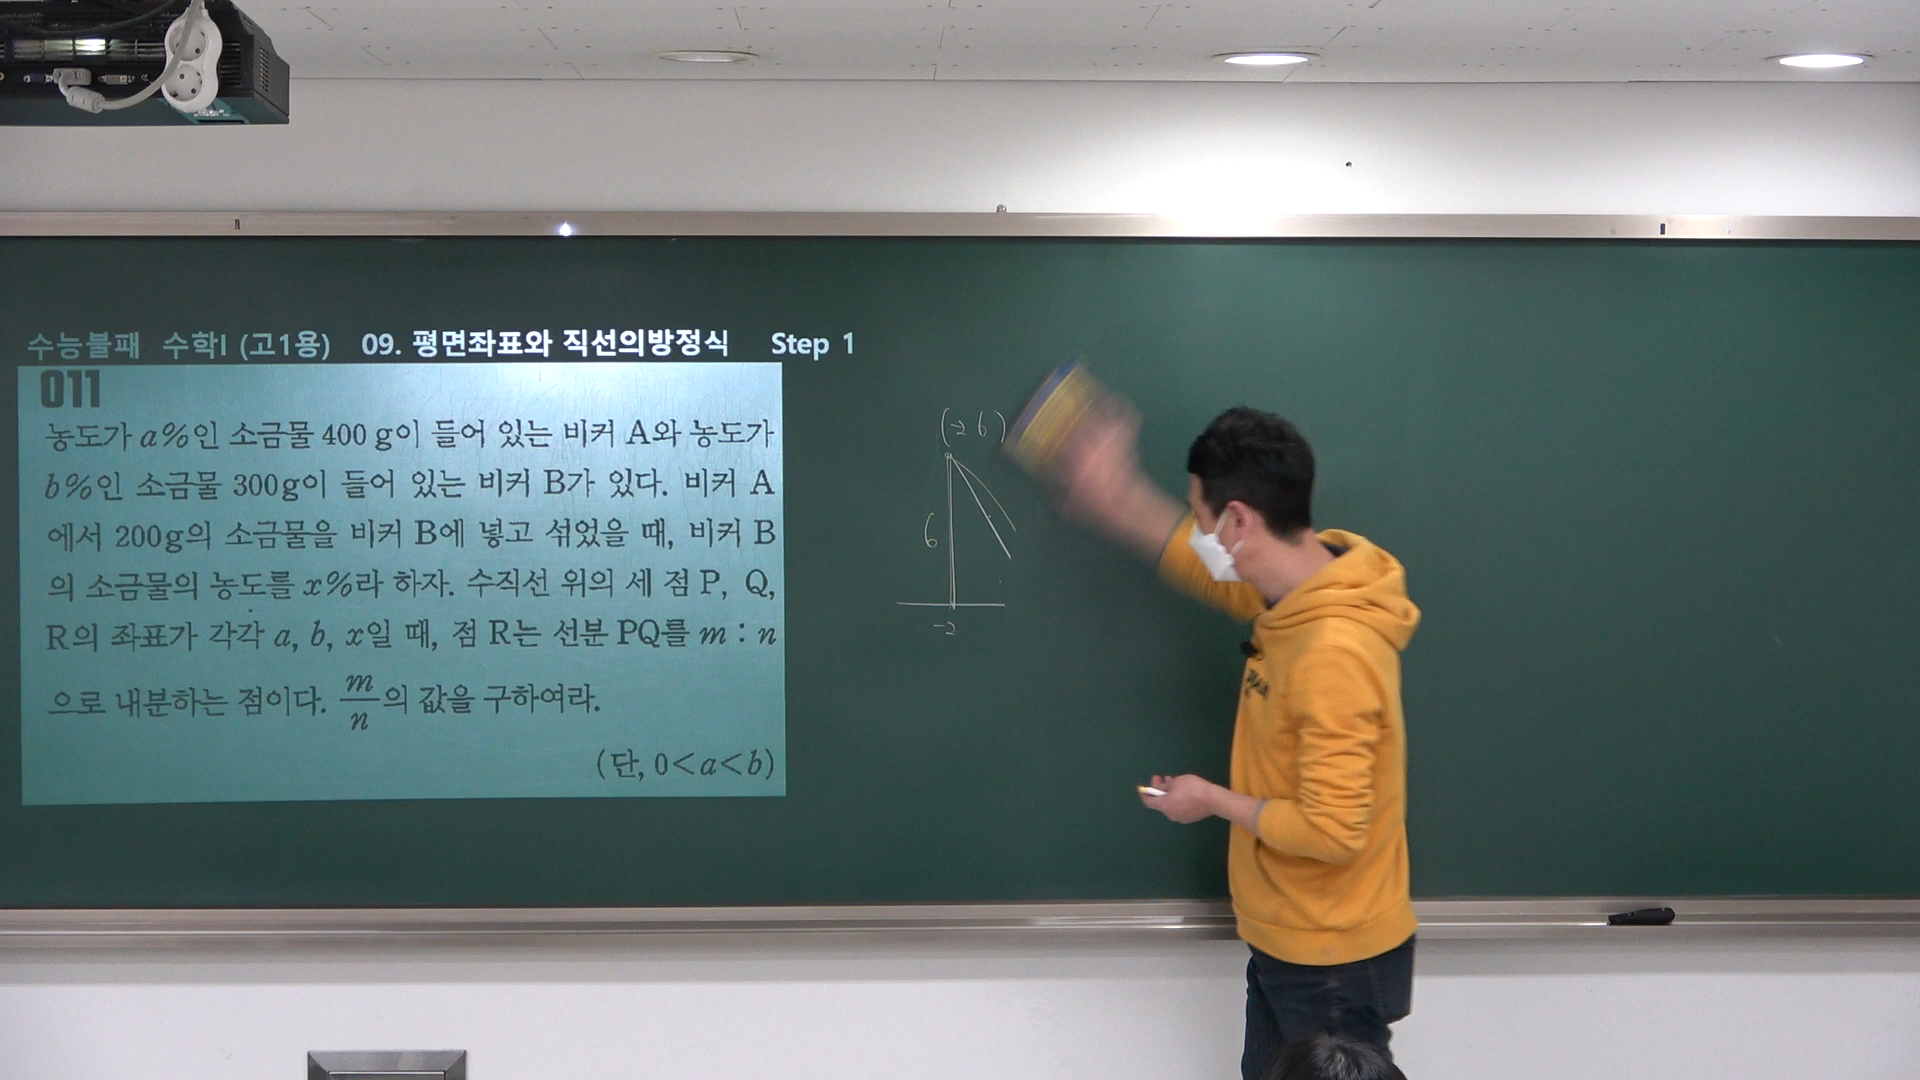 수능불패 수학Ⅰ (고1용) 09. 평면좌표와 직선의방정식 Step 1
011
농도가 a%인 소금물 400 g이 들어 있는 비커 A와 농도가
b%인 소금물 300g이 들어 있는 비커 B가 있다. 비커 A
에서 200g의 소금물을 비커 B에 넣고 섞었을 때, 비커 B
의 소금물의 농도를 x%라 하자. 수직선 위의 세 점 P, Q,
R의 좌표가 각각 a, b, x일 때, 점 R는 선분 PQ를 m : n
으로 내분하는 점이다. m/n의 값을 구하여라.
(단, 0<a<b)
(-2 6)
6
-2